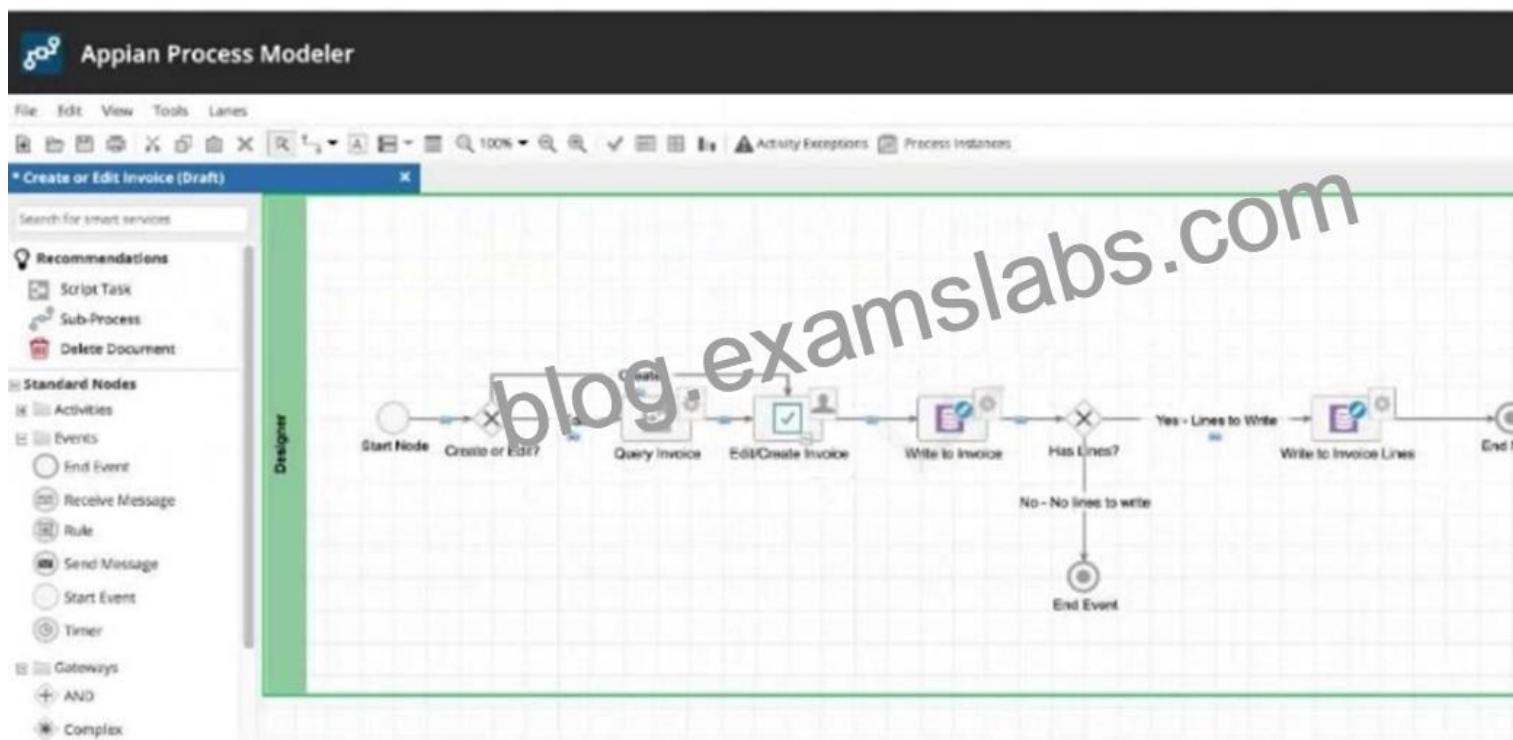 Appian Process Modeler
File Edit View Tools Lanes
100% Activity Exceptions Process Instances
* Create or Edit Invoice (Draft) ×
Search for smart services
Recommendations
Script Task
Sub-Process
Delete Document
Standard Nodes
Activities
Events
End Event
Receive Message
Rule
Send Message
Start Event
Timer
Gateways
AND
Complex
Designer
Start Node
Create or Edit?
Create
Query Invoice
Edit/Create Invoice
Write to Invoice
Has Lines?
Yes - Lines to Write
Write to Invoice Lines
End
No - No lines to write
End Event
blog.examslabs.com